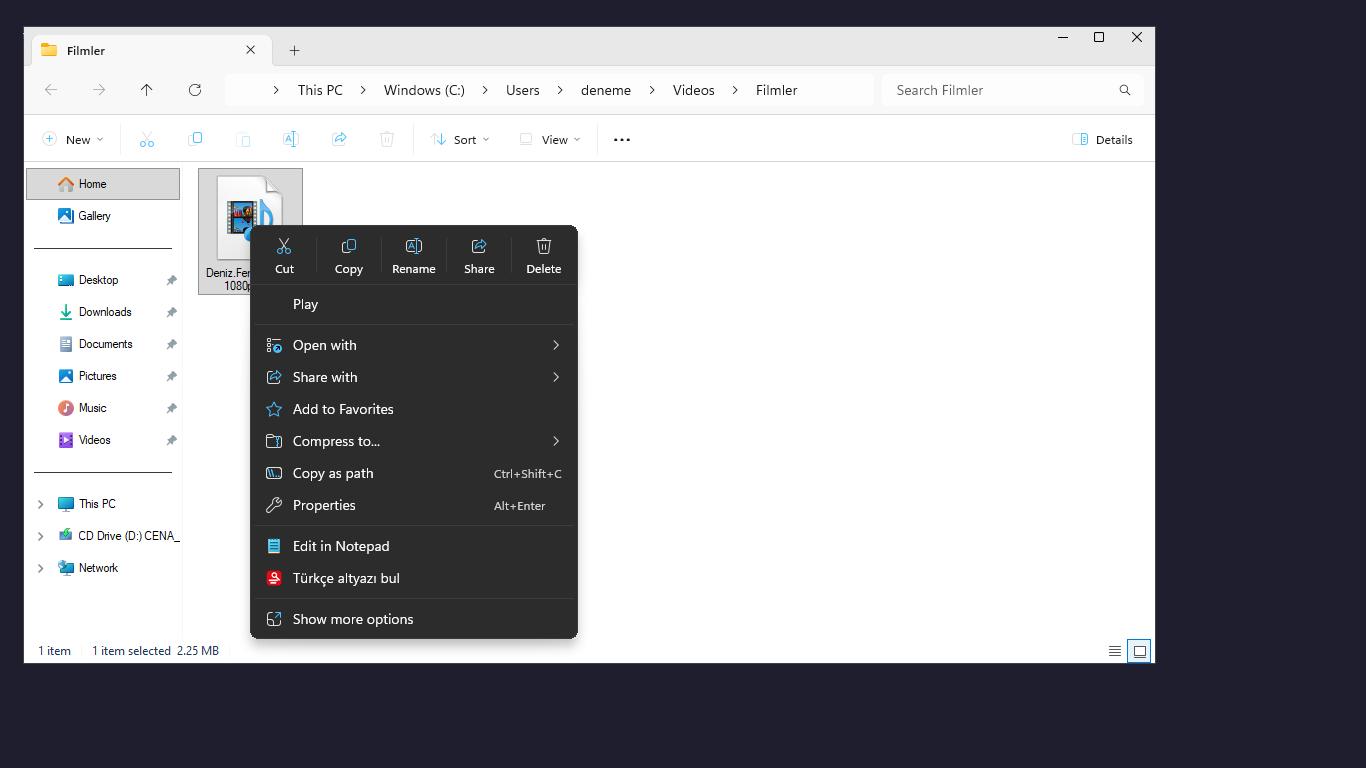 Filmler
This PC
Windows (C:)
Users
deneme
Videos
Filmler
Search Filmler
New
Sort
View
Details
Home
Gallery
Desktop
Downloads
Documents
Pictures
Music
Videos
This PC
CD Drive (D:) CENA_
Network
1080p
Cut
Copy
Rename
Share
Delete
Play
Open with
Share with
Add to Favorites
Compress to...
Copy as path Ctrl+Shift+C
Properties Alt+Enter
Edit in Notepad
Türkçe altyazı bul
Show more options
1 item
1 item selected 2.25 MB